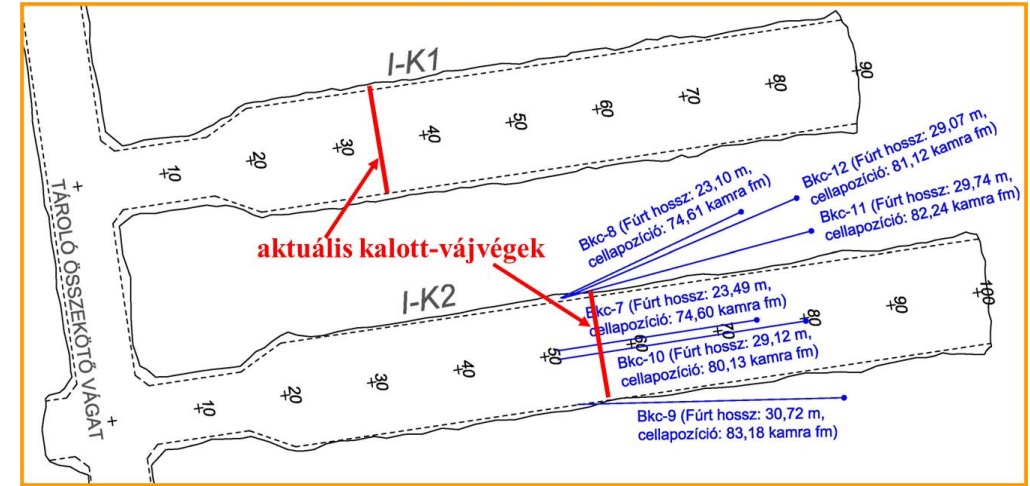 I-K1
10
20
30
40
50
60
70
80
90
TÁROLÓ ÖSSZEKÖTŐ VÁGAT
aktuális kalott-vájvégek
Bkc-8 (Fúrt hossz: 23,10 m,
cellapozíció: 74,61 kamra fm)
Bkc-12 (Fúrt hossz: 29,07 m,
cellapozíció: 81,12 kamra fm)
Bkc-11 (Fúrt hossz: 29,74 m,
cellapozíció: 82,24 kamra fm)
I-K2
Bkc-7 (Fúrt hossz: 23,49 m,
cellapozíció: 74,60 kamra fm)
10
20
30
40
50
60
70
80
90
100
Bkc-10 (Fúrt hossz: 29,12 m,
cellapozíció: 80,13 kamra fm)
Bkc-9 (Fúrt hossz: 30,72 m,
cellapozíció: 83,18 kamra fm)